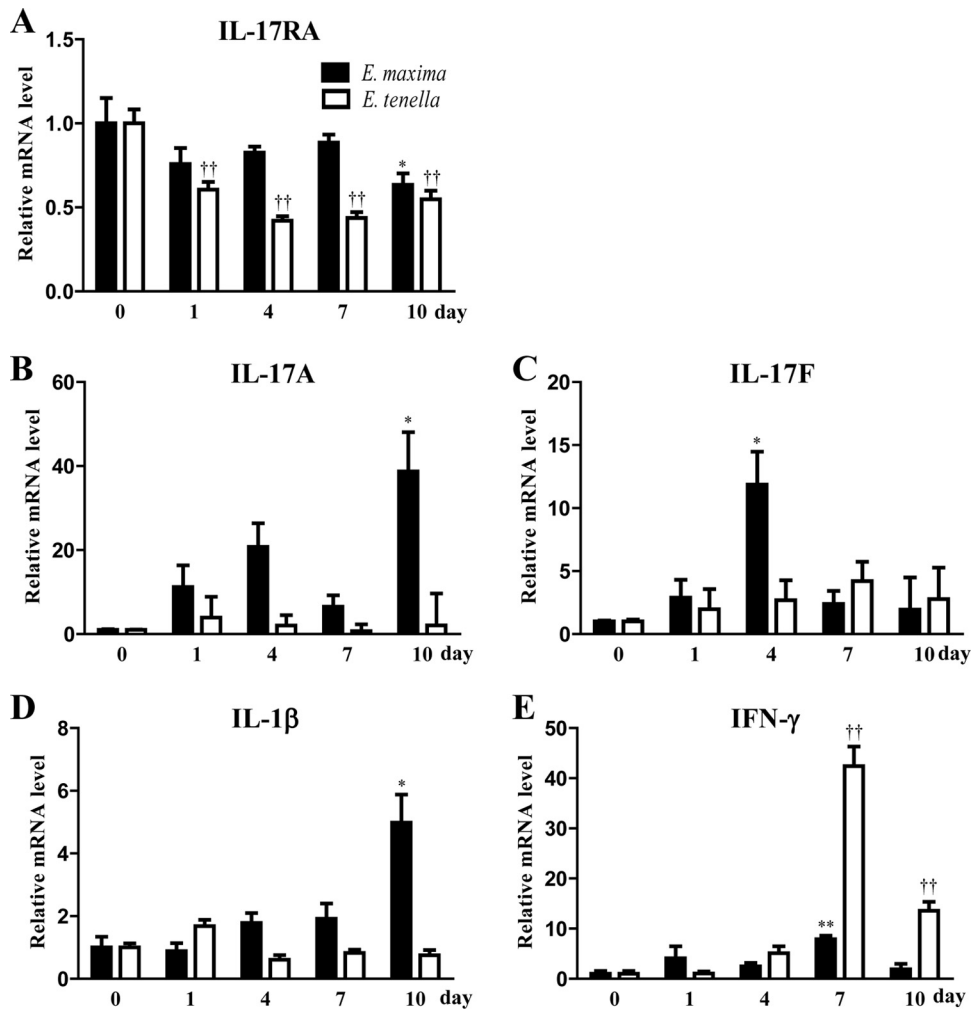 A
IL-17RA
Relative mRNA level
1.5
1.0
0.5
0.0
E. maxima
E. tenella
††
††
††
*
††
0 1 4 7 10 day
B
IL-17A
Relative mRNA level
60
40
20
0
*
0 1 4 7 10 day
C
IL-17F
Relative mRNA level
20
15
10
5
0
*
0 1 4 7 10 day
D
IL-1β
Relative mRNA level
8
6
4
2
0
*
0 1 4 7 10 day
E
IFN-γ
Relative mRNA level
50
40
30
20
10
0
**
††
††
0 1 4 7 10 day